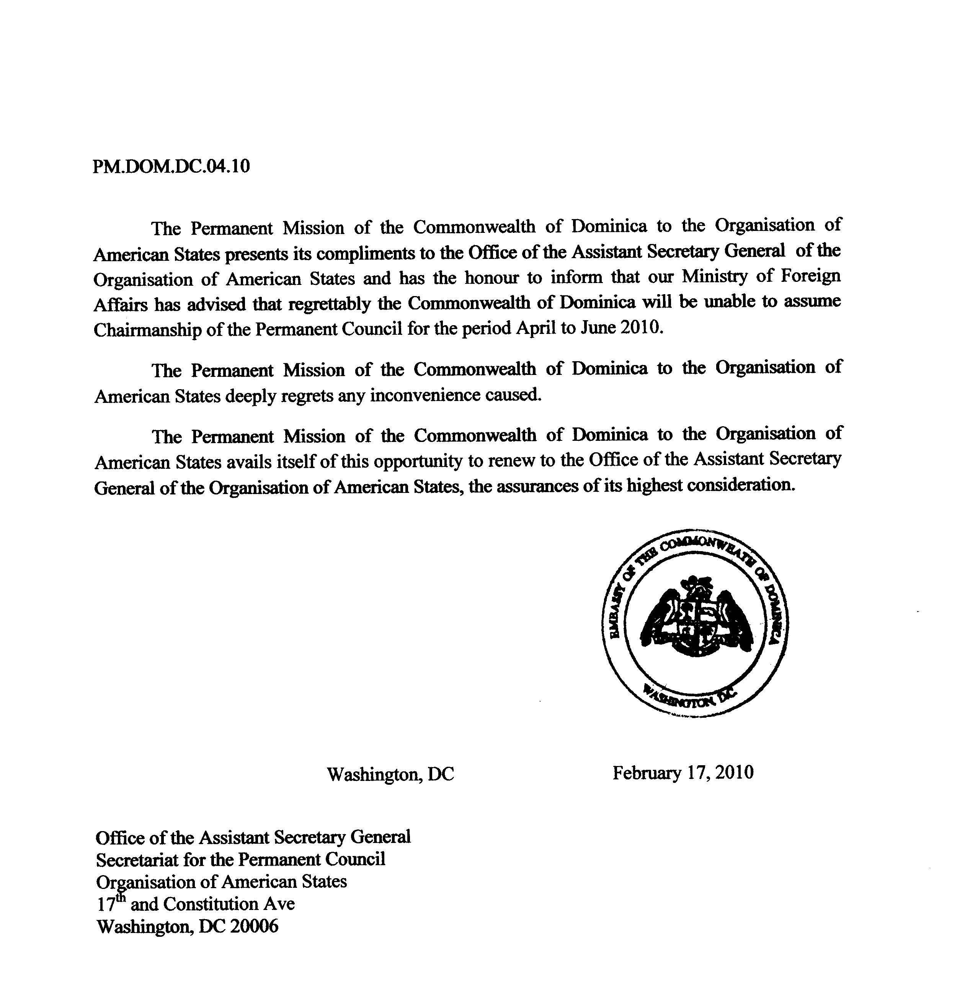 PM.DOM.DC.04.10
The Permanent Mission of the Commonwealth of Dominica to the Organisation of
American States presents its compliments to the Office of the Assistant Secretary General of the
Organisation of American States and has the honour to inform that our Ministry of Foreign
Affairs has advised that regrettably the Commonwealth of Dominica will be unable to assume
Chairmanship of the Permanent Council for the period April to June 2010.
The Permanent Mission of the Commonwealth of Dominica to the Organisation of
American States deeply regrets any inconvenience caused.
The Permanent Mission of the Commonwealth of Dominica to the Organisation of
American States avails itself of this opportunity to renew to the Office of the Assistant Secretary
General of the Organisation of American States, the assurances of its highest consideration.
EMBASSY OF THE COMMONWEATH OF DOMINICA
WASHINGTON, DC.
Washington, DC February 17, 2010
Office of the Assistant Secretary General
Secretariat for the Permanent Council
Organisation of American States
17th and Constitution Ave
Washington, DC 20006